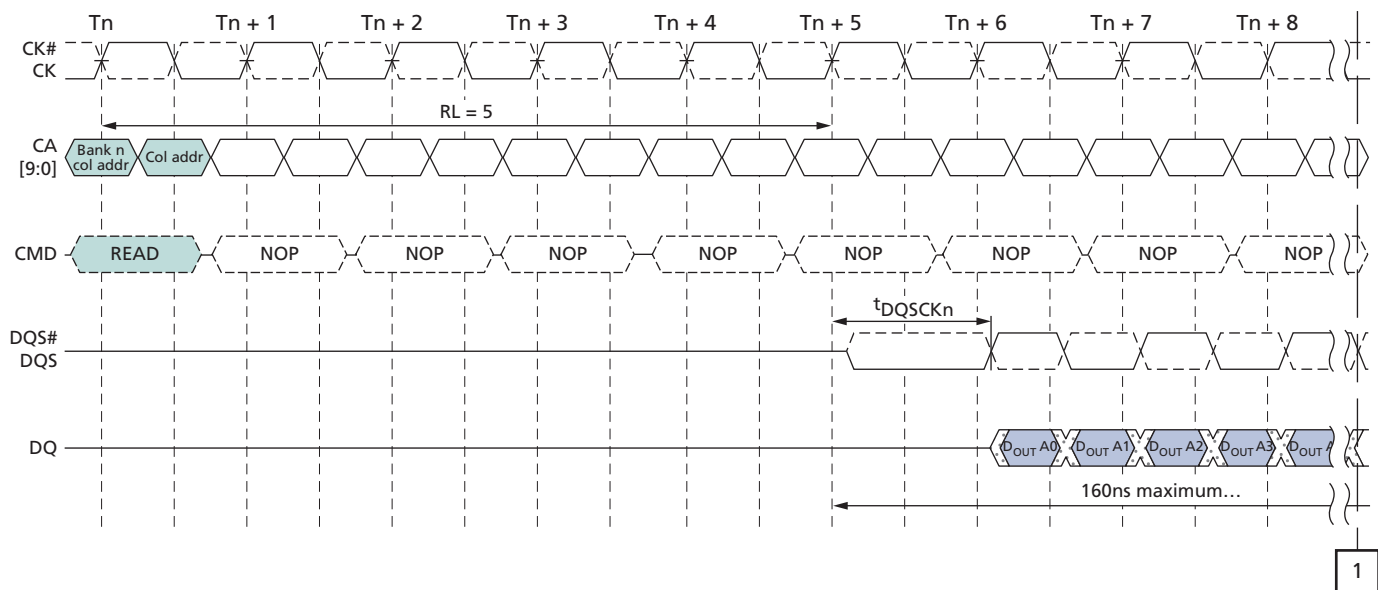 Tn Tn + 1 Tn + 2 Tn + 3 Tn + 4 Tn + 5 Tn + 6 Tn + 7 Tn + 8
CK#
CK
RL = 5
CA
[9:0]
Bank n
col addr
Col addr
CMD READ NOP NOP NOP NOP NOP NOP NOP NOP
tDQSCKn
DQS#
DQS
DQ DOUT A0 DOUT A1 DOUT A2 DOUT A3 DOUT A
160ns maximum…
1